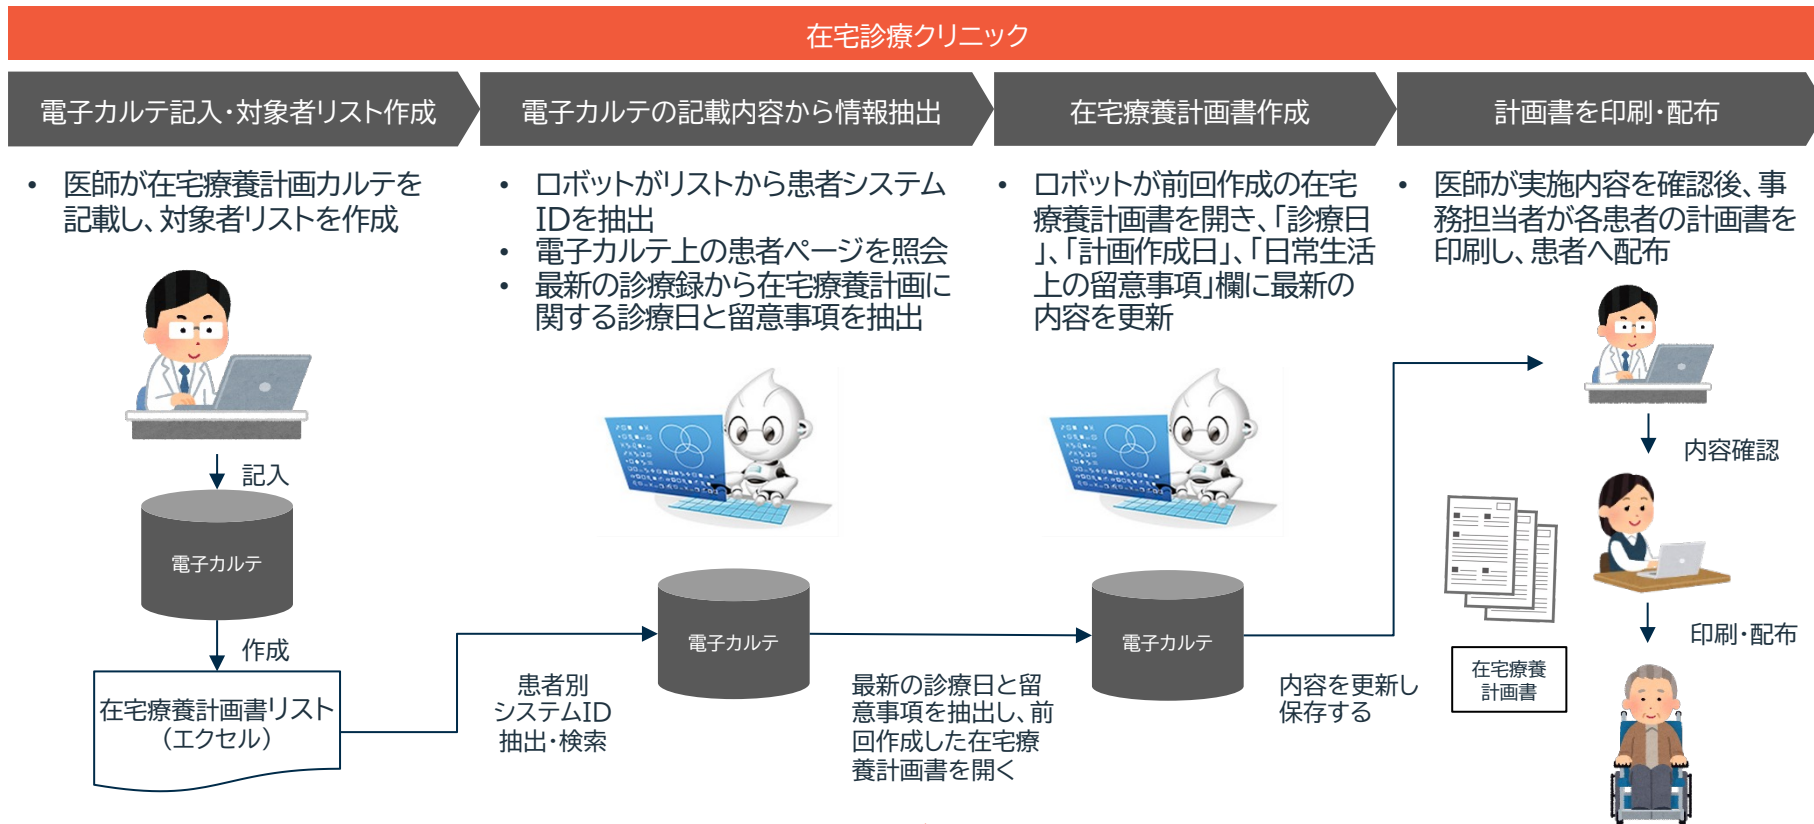 在宅診療クリニック
電子カルテ記入・対象者リスト作成
電子カルテの記載内容から情報抽出
在宅療養計画書作成
計画書を印刷・配布
• 医師が在宅療養計画カルテを
記載し、対象者リストを作成
• ロボットがリストから患者システム
IDを抽出
• 電子カルテ上の患者ページを照会
• 最新の診療録から在宅療養計画に
関する診療日と留意事項を抽出
• ロボットが前回作成の在宅
療養計画書を開き、「診療日
」、「計画作成日」、「日常生活
上の留意事項」欄に最新の
内容を更新
• 医師が実施内容を確認後、事
務担当者が各患者の計画書を
印刷し、患者へ配布
記入
電子カルテ
作成
在宅療養計画書リスト
（エクセル）
患者別
システムID
抽出・検索
電子カルテ
最新の診療日と留
意事項を抽出し、前
回作成した在宅療
養計画書を開く
電子カルテ
内容を更新し
保存する
内容確認
印刷・配布
在宅療養
計画書